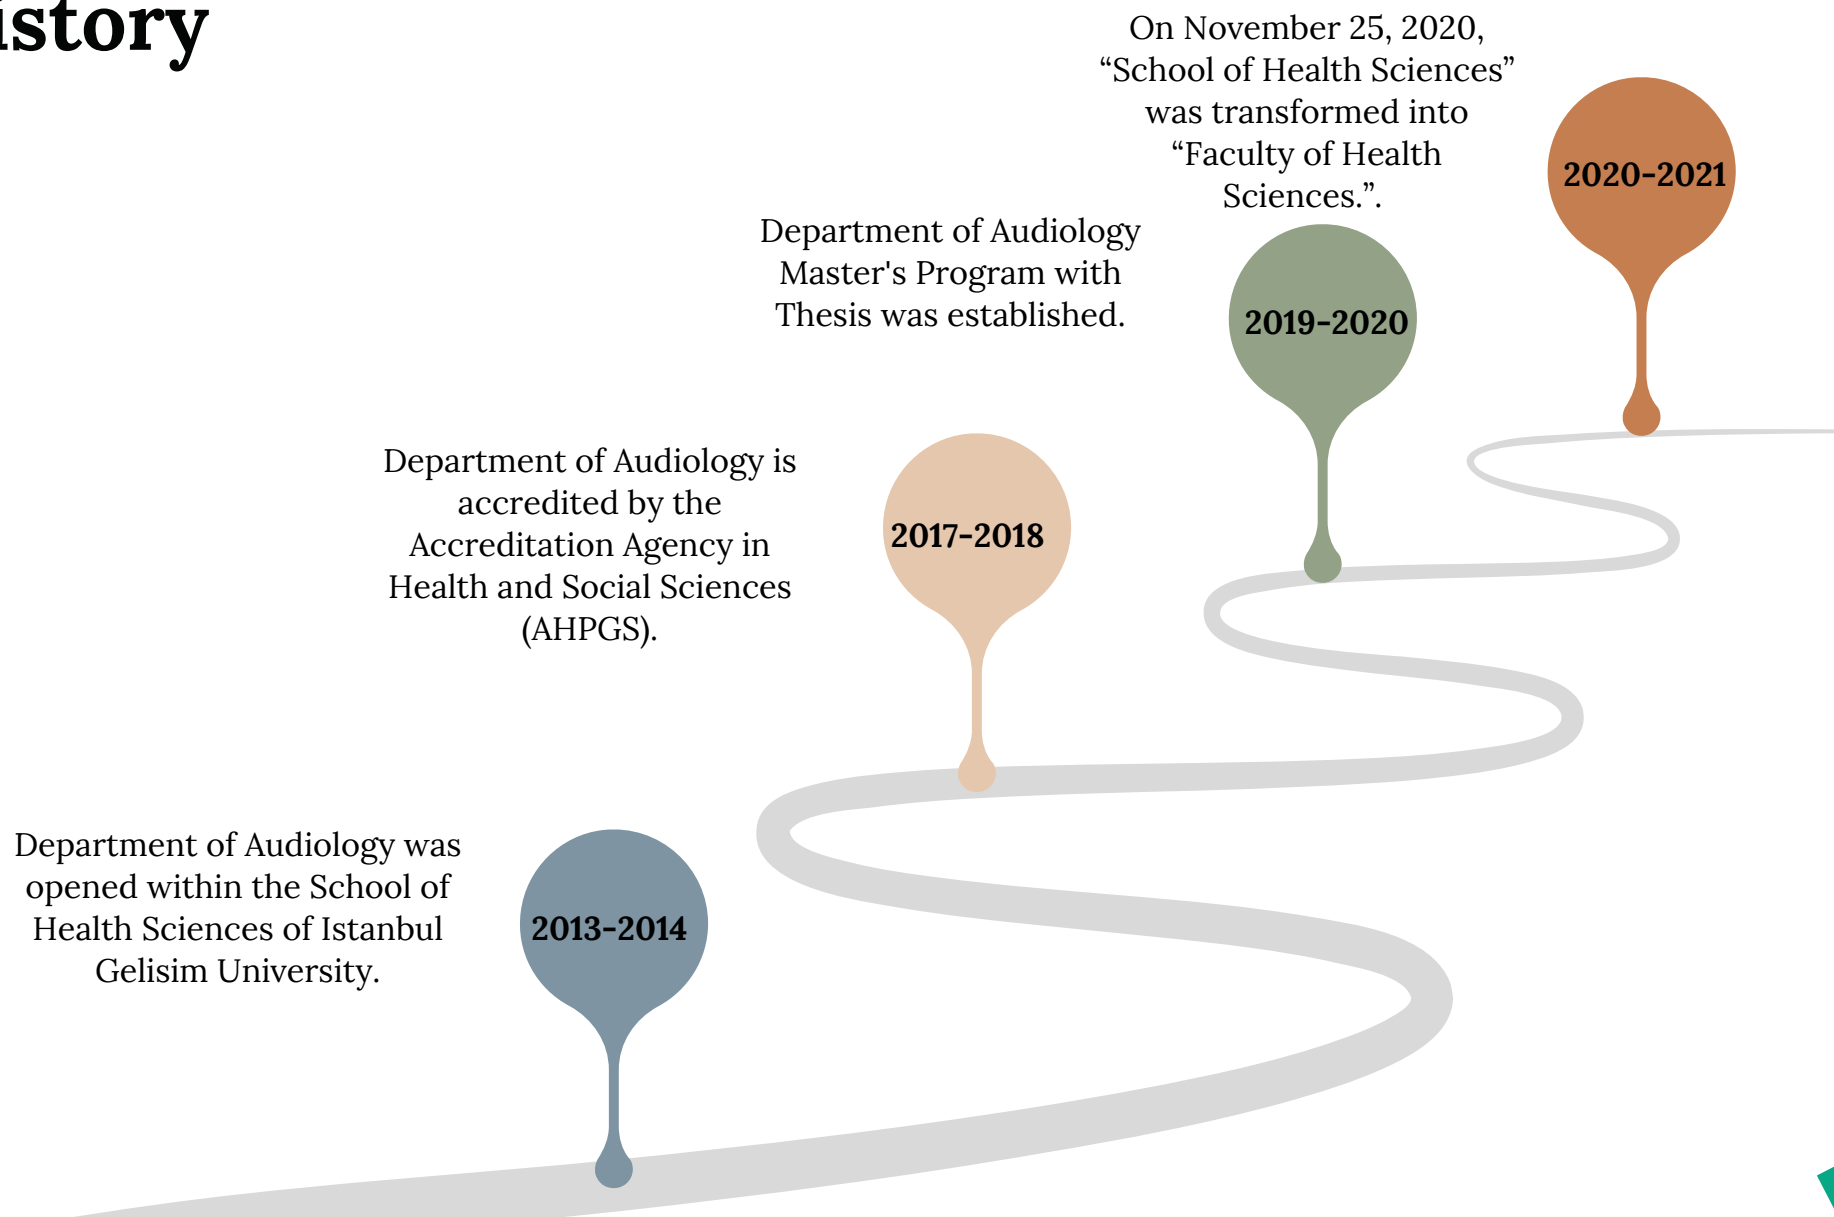 istory
On November 25, 2020,
“School of Health Sciences”
was transformed into
“Faculty of Health
Sciences.”.
2020-2021
Department of Audiology
Master's Program with
Thesis was established.
2019-2020
Department of Audiology is
accredited by the
Accreditation Agency in
Health and Social Sciences
(AHPGS).
2017-2018
Department of Audiology was
opened within the School of
Health Sciences of Istanbul
Gelisim University.
2013-2014